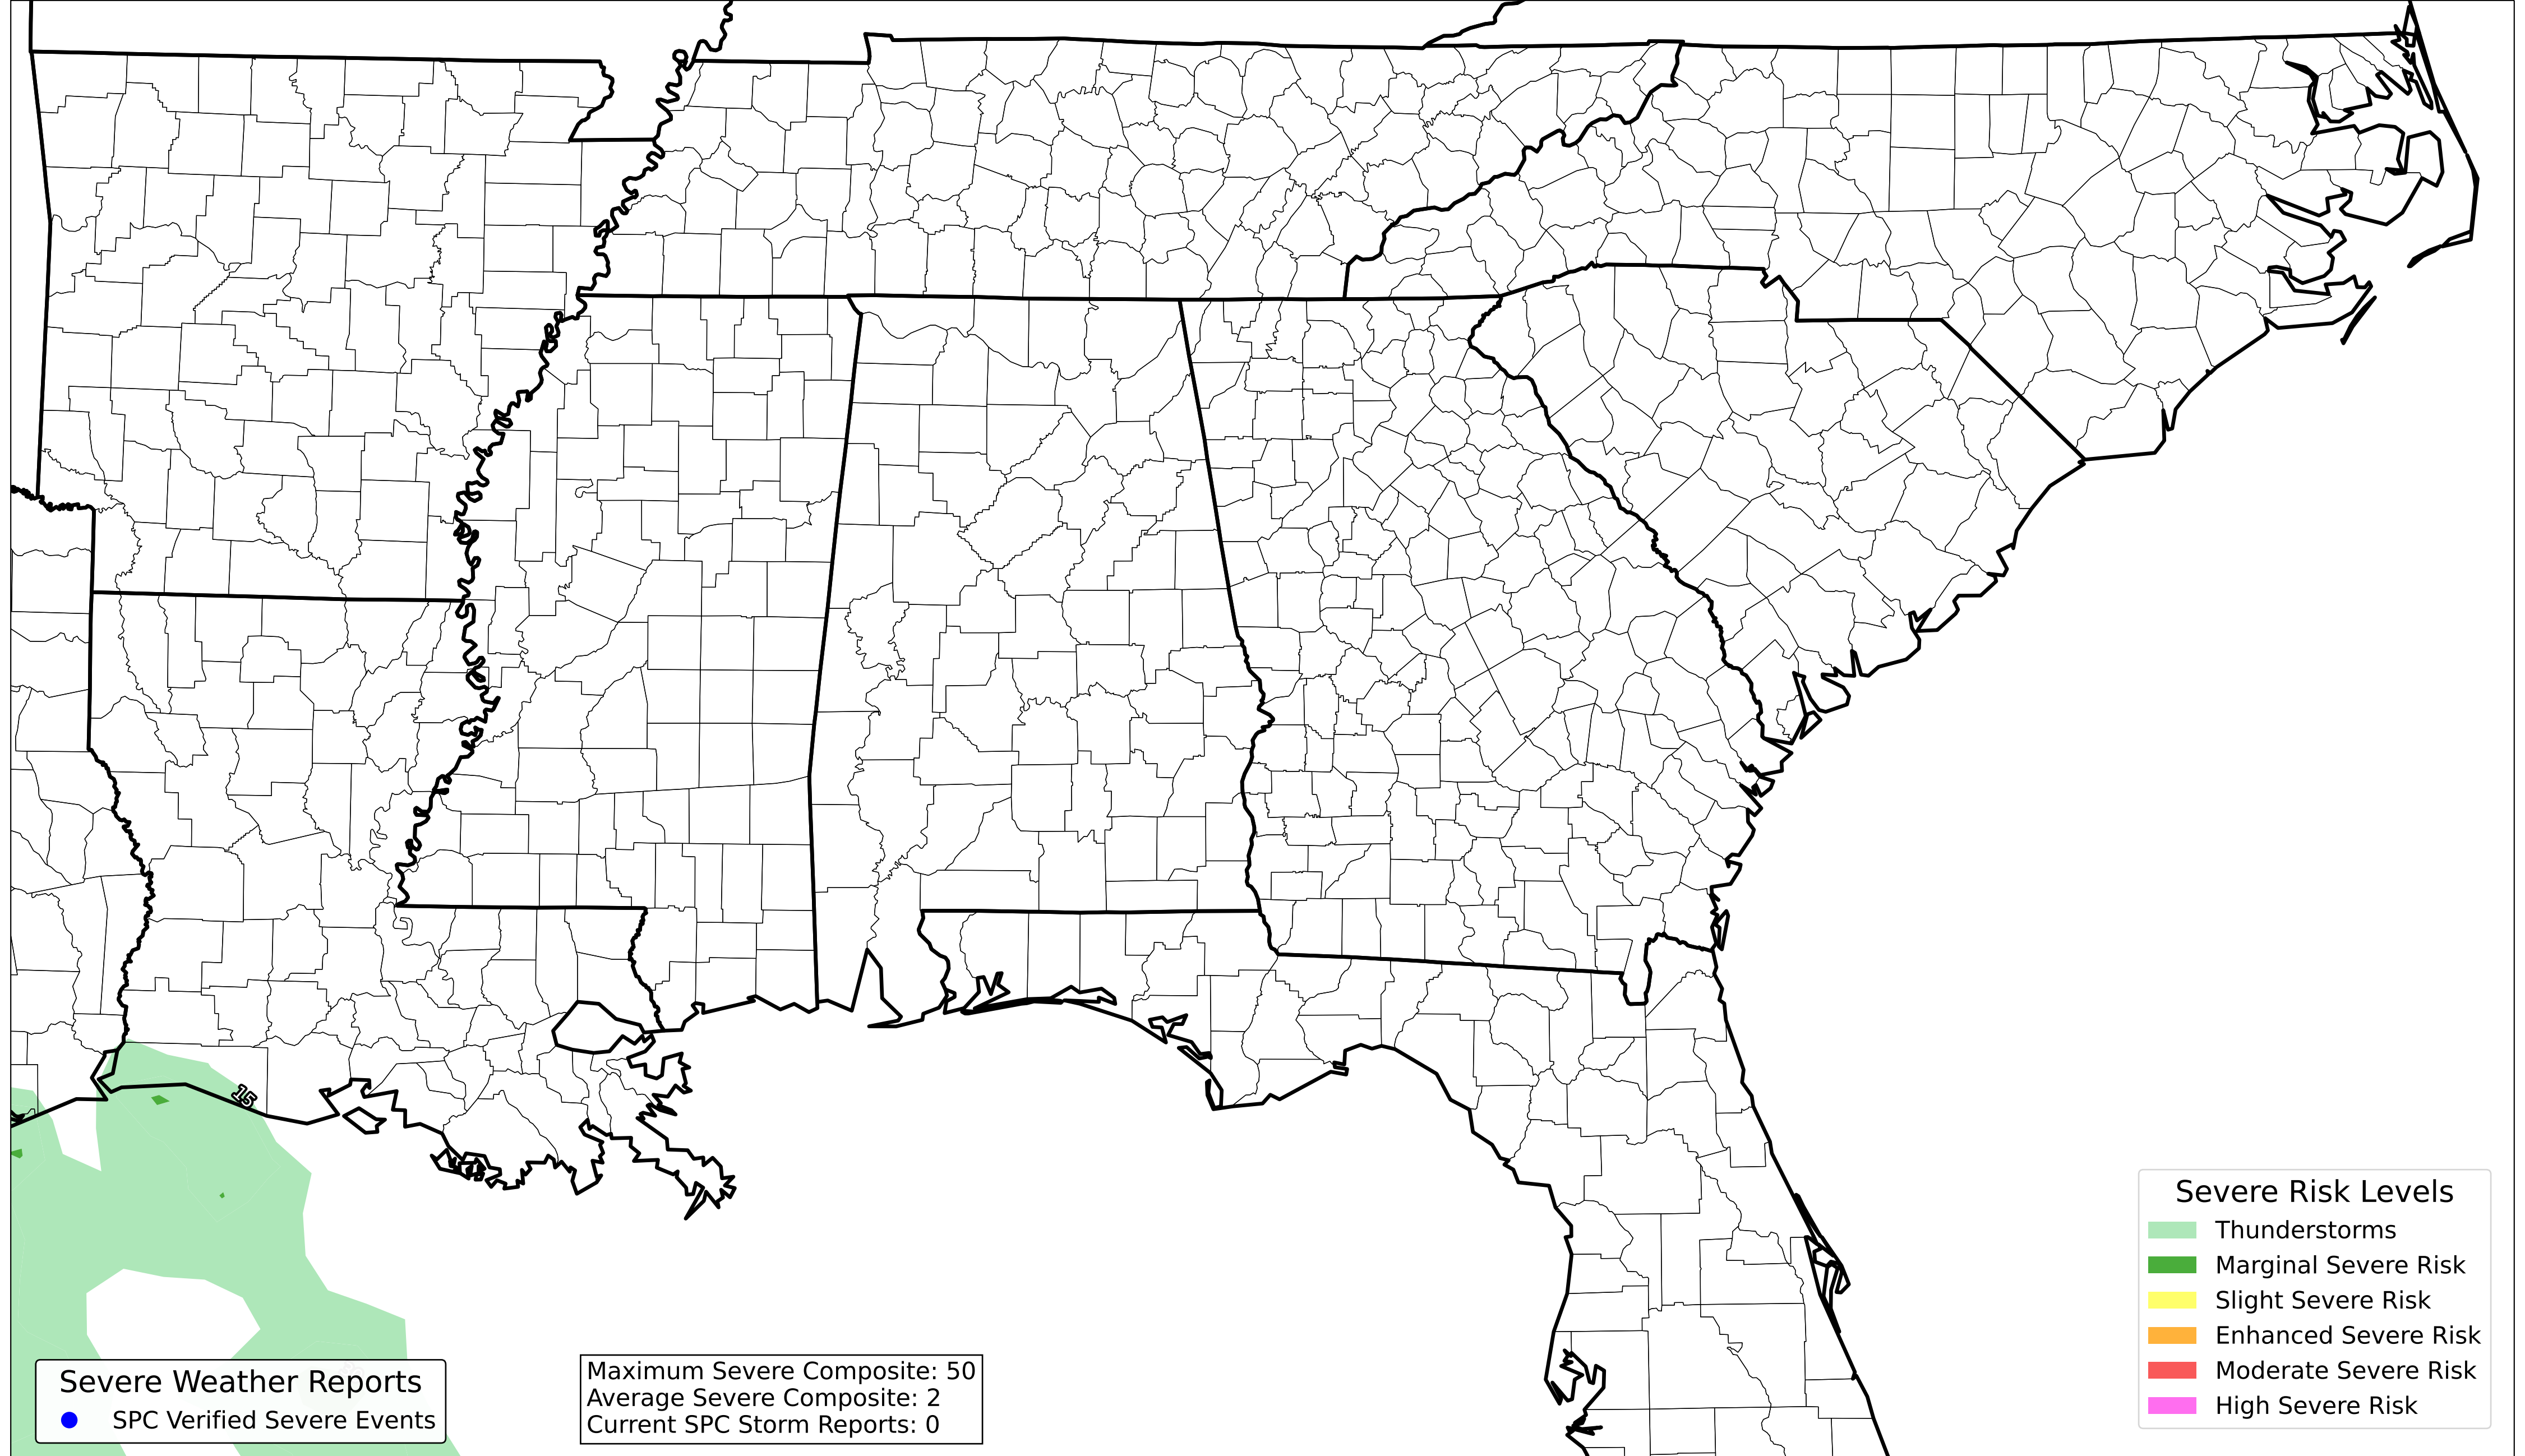 15
Severe Weather Reports
SPC Verified Severe Events
Maximum Severe Composite: 50
Average Severe Composite: 2
Current SPC Storm Reports: 0
Severe Risk Levels
Thunderstorms
Marginal Severe Risk
Slight Severe Risk
Enhanced Severe Risk
Moderate Severe Risk
High Severe Risk